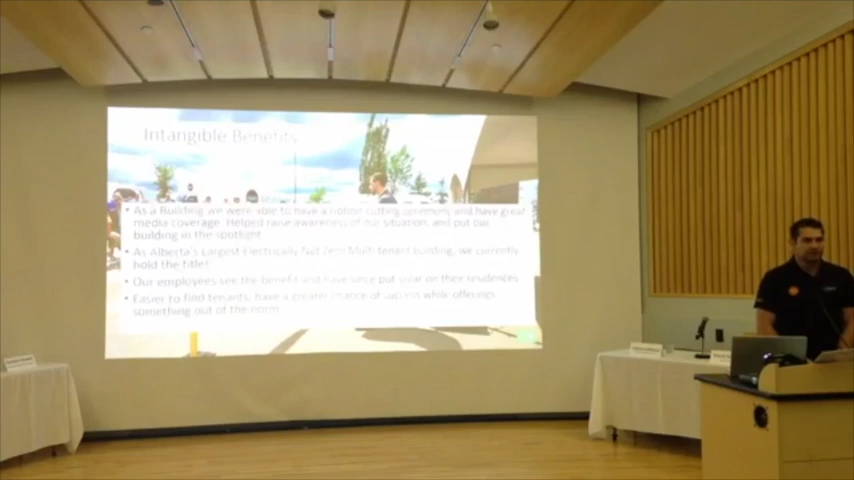 Intangible Benefits
• As a Building we were able to have a ribbon cutting ceremony and have great
media coverage. Helped raise awareness of our situation, and put our
building in the spotlight
• As Alberta's Largest Electrically Net Zero Multi tenant building, we currently
hold the title!
• Our employees see the benefit and have since put solar on their residences
• Easier to find tenants, have a greater chance of success while offerings
something out of the norm